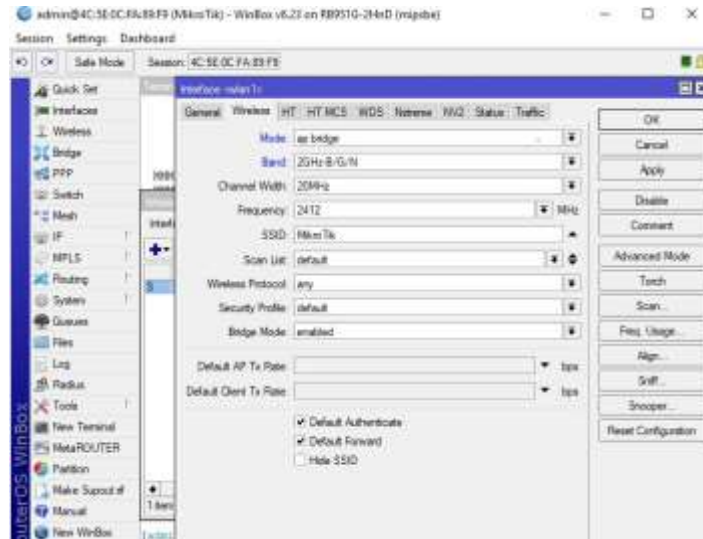 admin@4C:5E:0C:FA:89:F9 (MikroTik) - WinBox v6.23 on RB951G-2HnD (mipsbe)
Session Settings Dashboard
Safe Mode Session: 4C:5E:0C:FA:89:F9
Quick Set
Interfaces
Wireless
Bridge
PPP
Switch
Mesh
IP
MPLS
Routing
System
Queues
Files
Log
Radius
Tools
New Terminal
MetaROUTER
Partition
Make Supout.rif
Manual
New WinBox
RouterOS WinBox
Interface <wlan1>
General Wireless HT HT MCS WDS Nstreme NV2 Status Traffic
Mode: ap bridge
Band: 2GHz-B/G/N
Channel Width: 20MHz
Frequency: 2412 MHz
SSID: MikroTik
Scan List: default
Wireless Protocol: any
Security Profile: default
Bridge Mode: enabled
Default AP Tx Rate: bps
Default Client Tx Rate: bps
Default Authenticate
Default Forward
Hide SSID
OK
Cancel
Apply
Disable
Comment
Advanced Mode
Torch
Scan...
Freq. Usage...
Align...
Sniff...
Snooper...
Reset Configuration